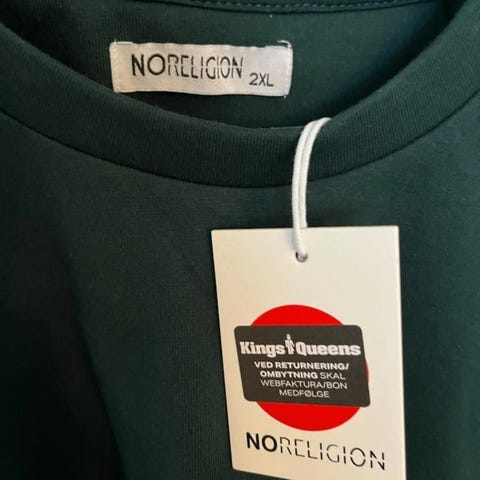 NORELIGION
2XL
Kings Queens
VED RETURNERING/
OMBYTNING SKAL
WEBFAKTURA/BON
MEDFØLGE
NORELIGION